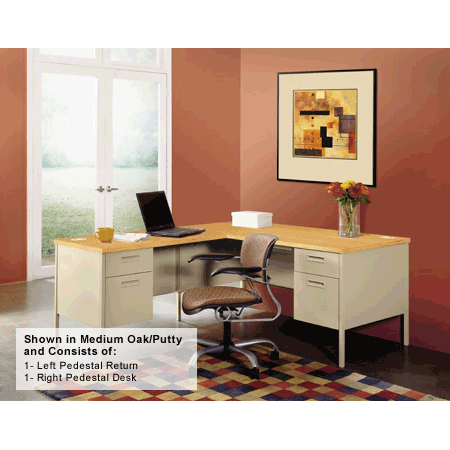 Shown in Medium Oak/Putty
and Consists of:
1- Left Pedestal Return
1- Right Pedestal Desk